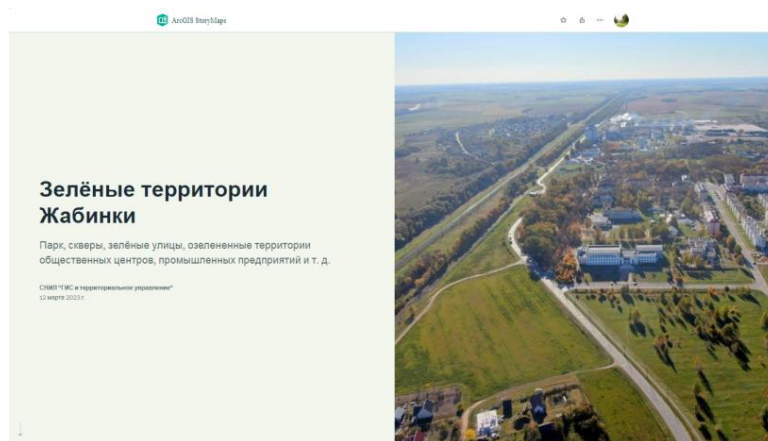 ArcGIS StoryMaps
Зелёные территории
Жабинки
Парк, скверы, зелёные улицы, озелененные территории
общественных центров, промышленных предприятий и т. д.
СНИЛ "ГИС и территориальное управление"
12 марта 2023 г.